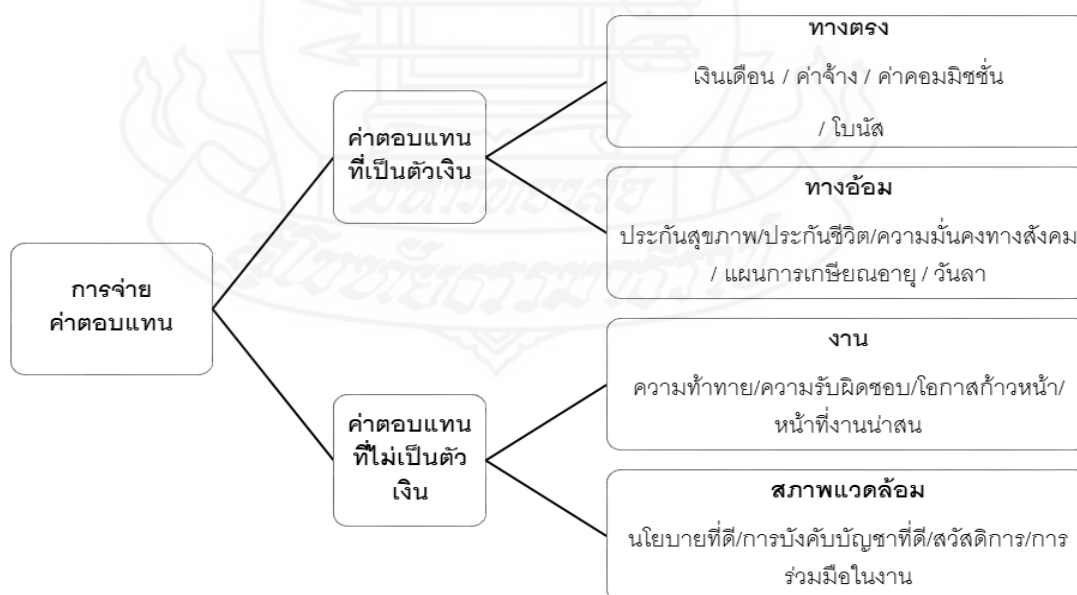 ทางตรง
เงินเดือน / ค่าจ้าง / ค่าคอมมิชชั่น
/ โบนัส
ค่าตอบแทน
ที่เป็นตัวเงิน
ทางอ้อม
ประกันสุขภาพ/ประกันชีวิต/ความมั่นคงทางสังคม
/ แผนการเกษียณอายุ / วันลา
การจ่าย
ค่าตอบแทน
งาน
ความท้าทาย/ความรับผิดชอบ/โอกาสก้าวหน้า/
หน้าที่งานน่าสน
ค่าตอบแทน
ที่ไม่เป็นตัว
เงิน
สภาพแวดล้อม
นโยบายที่ดี/การบังคับบัญชาที่ดี/สวัสดิการ/การ
ร่วมมือในงาน